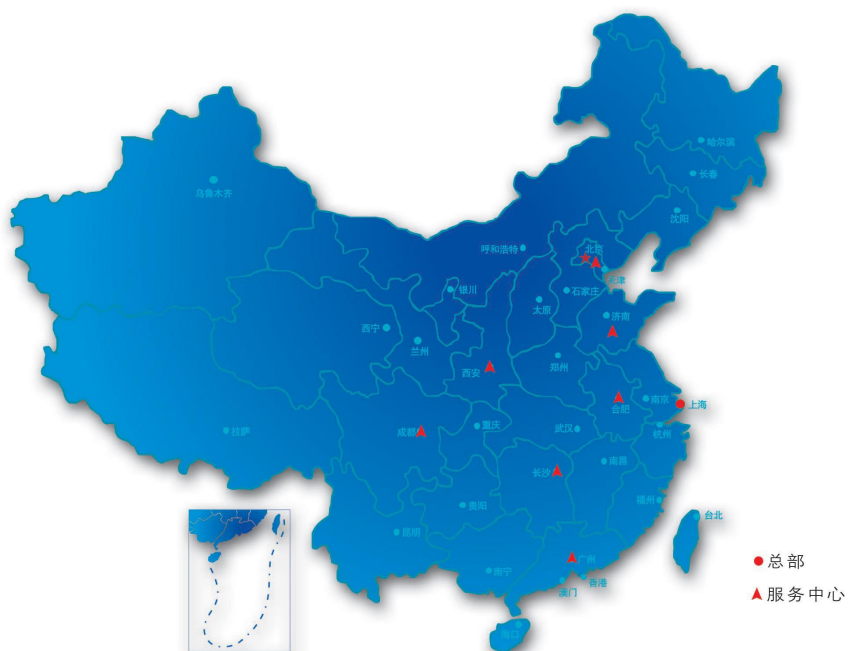 哈尔滨
长春
乌鲁木齐
沈阳
呼和浩特
北京
天津
银川
石家庄
太原
济南
西宁
兰州
郑州
西安
南京
上海
合肥
拉萨
成都
重庆
武汉
杭州
南昌
长沙
福州
贵阳
台北
昆明
广州
总部
南宁
香港
澳门
服务中心
海口